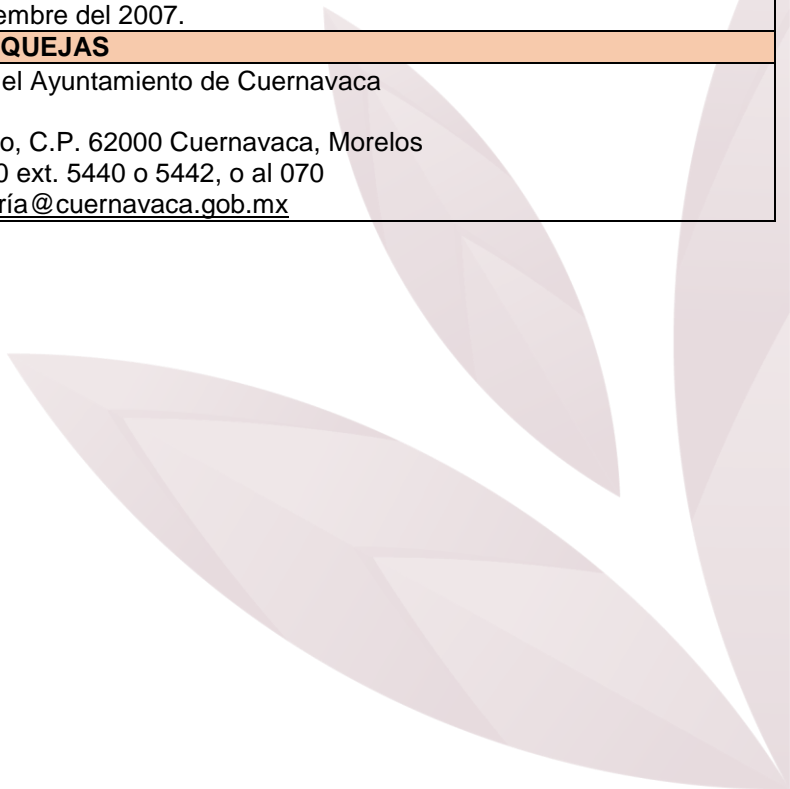 embre del 2007.
QUEJAS
el Ayuntamiento de Cuernavaca
o, C.P. 62000 Cuernavaca, Morelos
0 ext. 5440 o 5442, o al 070
ría@cuernavaca.gob.mx